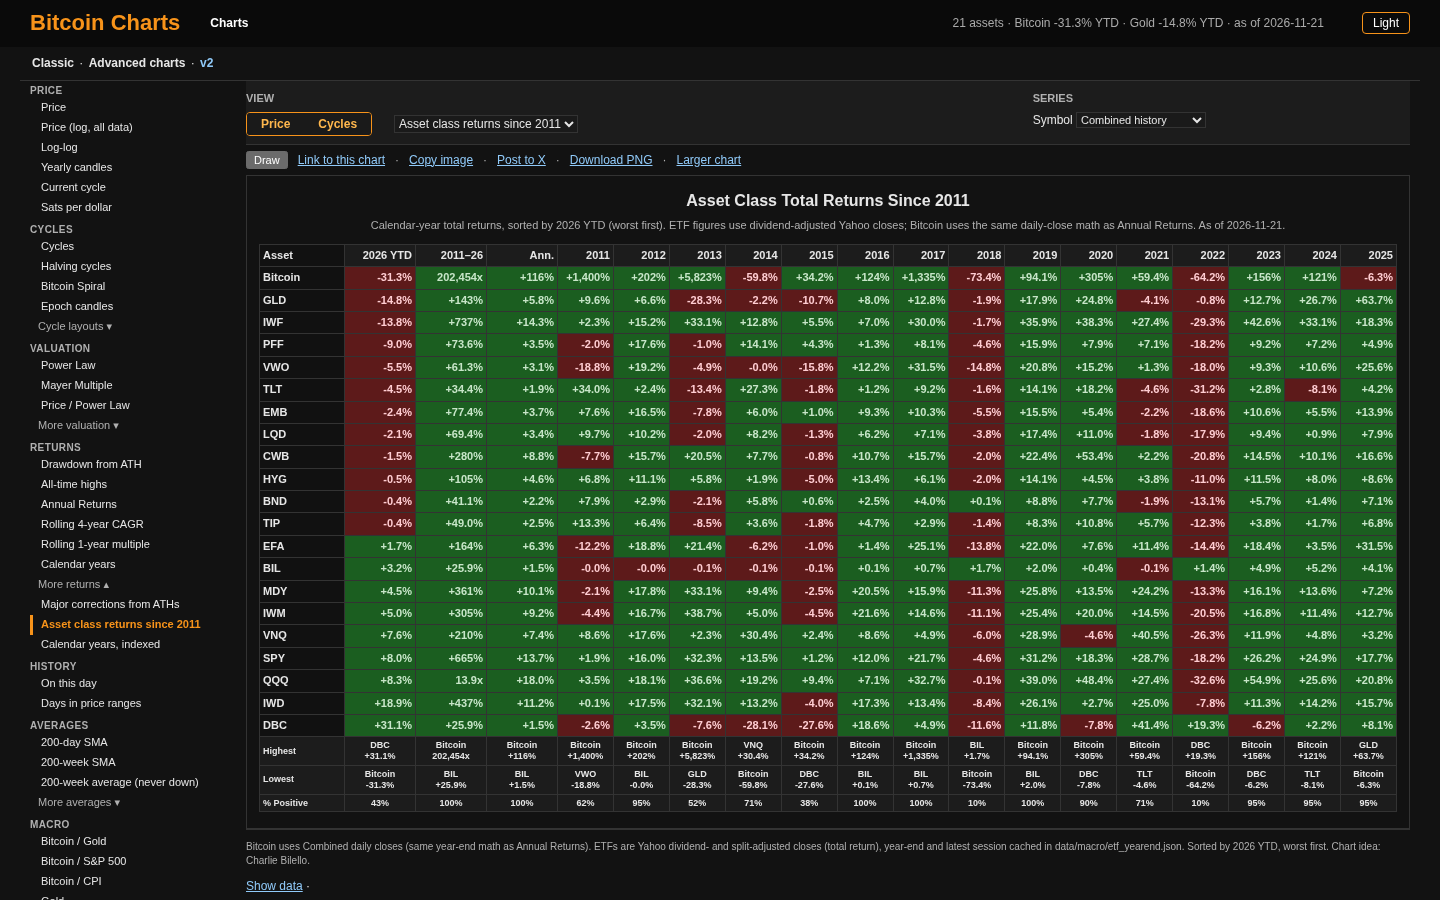 Bitcoin Charts Charts 21 assets · Bitcoin -31.3% YTD · Gold -14.8% YTD · as of 2026-11-21 Light
Classic · Advanced charts · v2
PRICE
Price
Price (log, all data)
Log-log
Yearly candles
Current cycle
Sats per dollar
CYCLES
Cycles
Halving cycles
Bitcoin Spiral
Epoch candles
Cycle layouts ▾
VALUATION
Power Law
Mayer Multiple
Price / Power Law
More valuation ▾
RETURNS
Drawdown from ATH
All-time highs
Annual Returns
Rolling 4-year CAGR
Rolling 1-year multiple
Calendar years
More returns ▴
Major corrections from ATHs
Asset class returns since 2011
Calendar years, indexed
HISTORY
On this day
Days in price ranges
AVERAGES
200-day SMA
200-week SMA
200-week average (never down)
More averages ▾
MACRO
Bitcoin / Gold
Bitcoin / S&P 500
Bitcoin / CPI
Gold
VIEW
Price Cycles Asset class returns since 2011
SERIES
Symbol Combined history
Draw Link to this chart · Copy image · Post to X · Download PNG · Larger chart
Asset Class Total Returns Since 2011
Calendar-year total returns, sorted by 2026 YTD (worst first). ETF figures use dividend-adjusted Yahoo closes; Bitcoin uses the same daily-close math as Annual Returns. As of 2026-11-21.
Asset 2026 YTD 2011–26 Ann. 2011 2012 2013 2014 2015 2016 2017 2018 2019 2020 2021 2022 2023 2024 2025
Bitcoin -31.3% 202,454x +116% +1,400% +202% +5,823% -59.8% +34.2% +124% +1,335% -73.4% +94.1% +305% +59.4% -64.2% +156% +121% -6.3%
GLD -14.8% +143% +5.8% +9.6% +6.6% -28.3% -2.2% -10.7% +8.0% +12.8% -1.9% +17.9% +24.8% -4.1% -0.8% +12.7% +26.7% +63.7%
IWF -13.8% +737% +14.3% +2.3% +15.2% +33.1% +12.8% +5.5% +7.0% +30.0% -1.7% +35.9% +38.3% +27.4% -29.3% +42.6% +33.1% +18.3%
PFF -9.0% +73.6% +3.5% -2.0% +17.6% -1.0% +14.1% +4.3% +1.3% +8.1% -4.6% +15.9% +7.9% +7.1% -18.2% +9.2% +7.2% +4.9%
VWO -5.5% +61.3% +3.1% -18.8% +19.2% -4.9% -0.0% -15.8% +12.2% +31.5% -14.8% +20.8% +15.2% +1.3% -18.0% +9.3% +10.6% +25.6%
TLT -4.5% +34.4% +1.9% +34.0% +2.4% -13.4% +27.3% -1.8% +1.2% +9.2% -1.6% +14.1% +18.2% -4.6% -31.2% +2.8% -8.1% +4.2%
EMB -2.4% +77.4% +3.7% +7.6% +16.5% -7.8% +6.0% +1.0% +9.3% +10.3% -5.5% +15.5% +5.4% -2.2% -18.6% +10.6% +5.5% +13.9%
LQD -2.1% +69.4% +3.4% +9.7% +10.2% -2.0% +8.2% -1.3% +6.2% +7.1% -3.8% +17.4% +11.0% -1.8% -17.9% +9.4% +0.9% +7.9%
CWB -1.5% +280% +8.8% -7.7% +15.7% +20.5% +7.7% -0.8% +10.7% +15.7% -2.0% +22.4% +53.4% +2.2% -20.8% +14.5% +10.1% +16.6%
HYG -0.5% +105% +4.6% +6.8% +11.1% +5.8% +1.9% -5.0% +13.4% +6.1% -2.0% +14.1% +4.5% +3.8% -11.0% +11.5% +8.0% +8.6%
BND -0.4% +41.1% +2.2% +7.9% +2.9% -2.1% +5.8% +0.6% +2.5% +4.0% +0.1% +8.8% +7.7% -1.9% -13.1% +5.7% +1.4% +7.1%
TIP -0.4% +49.0% +2.5% +13.3% +6.4% -8.5% +3.6% -1.8% +4.7% +2.9% -1.4% +8.3% +10.8% +5.7% -12.3% +3.8% +1.7% +6.8%
EFA +1.7% +164% +6.3% -12.2% +18.8% +21.4% -6.2% -1.0% +1.4% +25.1% -13.8% +22.0% +7.6% +11.4% -14.4% +18.4% +3.5% +31.5%
BIL +3.2% +25.9% +1.5% -0.0% -0.0% -0.1% -0.1% -0.1% +0.1% +0.7% +1.7% +2.0% +0.4% -0.1% +1.4% +4.9% +5.2% +4.1%
MDY +4.5% +361% +10.1% -2.1% +17.8% +33.1% +9.4% -2.5% +20.5% +15.9% -11.3% +25.8% +13.5% +24.2% -13.3% +16.1% +13.6% +7.2%
IWM +5.0% +305% +9.2% -4.4% +16.7% +38.7% +5.0% -4.5% +21.6% +14.6% -11.1% +25.4% +20.0% +14.5% -20.5% +16.8% +11.4% +12.7%
VNQ +7.6% +210% +7.4% +8.6% +17.6% +2.3% +30.4% +2.4% +8.6% +4.9% -6.0% +28.9% -4.6% +40.5% -26.3% +11.9% +4.8% +3.2%
SPY +8.0% +665% +13.7% +1.9% +16.0% +32.3% +13.5% +1.2% +12.0% +21.7% -4.6% +31.2% +18.3% +28.7% -18.2% +26.2% +24.9% +17.7%
QQQ +8.3% 13.9x +18.0% +3.5% +18.1% +36.6% +19.2% +9.4% +7.1% +32.7% -0.1% +39.0% +48.4% +27.4% -32.6% +54.9% +25.6% +20.8%
IWD +18.9% +437% +11.2% +0.1% +17.5% +32.1% +13.2% -4.0% +17.3% +13.4% -8.4% +26.1% +2.7% +25.0% -7.8% +11.3% +14.2% +15.7%
DBC +31.1% +25.9% +1.5% -2.6% +3.5% -7.6% -28.1% -27.6% +18.6% +4.9% -11.6% +11.8% -7.8% +41.4% +19.3% -6.2% +2.2% +8.1%
Highest DBC Bitcoin Bitcoin Bitcoin Bitcoin Bitcoin VNQ Bitcoin Bitcoin Bitcoin BIL Bitcoin Bitcoin Bitcoin DBC Bitcoin Bitcoin GLD
+31.1% 202,454x +116% +1,400% +202% +5,823% +30.4% +34.2% +124% +1,335% +1.7% +94.1% +305% +59.4% +19.3% +156% +121% +63.7%
Lowest Bitcoin BIL BIL VWO BIL GLD Bitcoin DBC BIL BIL Bitcoin BIL DBC TLT Bitcoin DBC TLT Bitcoin
-31.3% +25.9% +1.5% -18.8% -0.0% -28.3% -59.8% -27.6% +0.1% +0.7% -73.4% +2.0% -7.8% -4.6% -64.2% -6.2% -8.1% -6.3%
% Positive 43% 100% 100% 62% 95% 52% 71% 38% 100% 100% 10% 100% 90% 71% 10% 95% 95% 95%
Bitcoin uses Combined daily closes (same year-end math as Annual Returns). ETFs are Yahoo dividend- and split-adjusted closes (total return), year-end and latest session cached in data/macro/etf_yearend.json. Sorted by 2026 YTD, worst first. Chart idea:
Charlie Bilello.
Show data ·